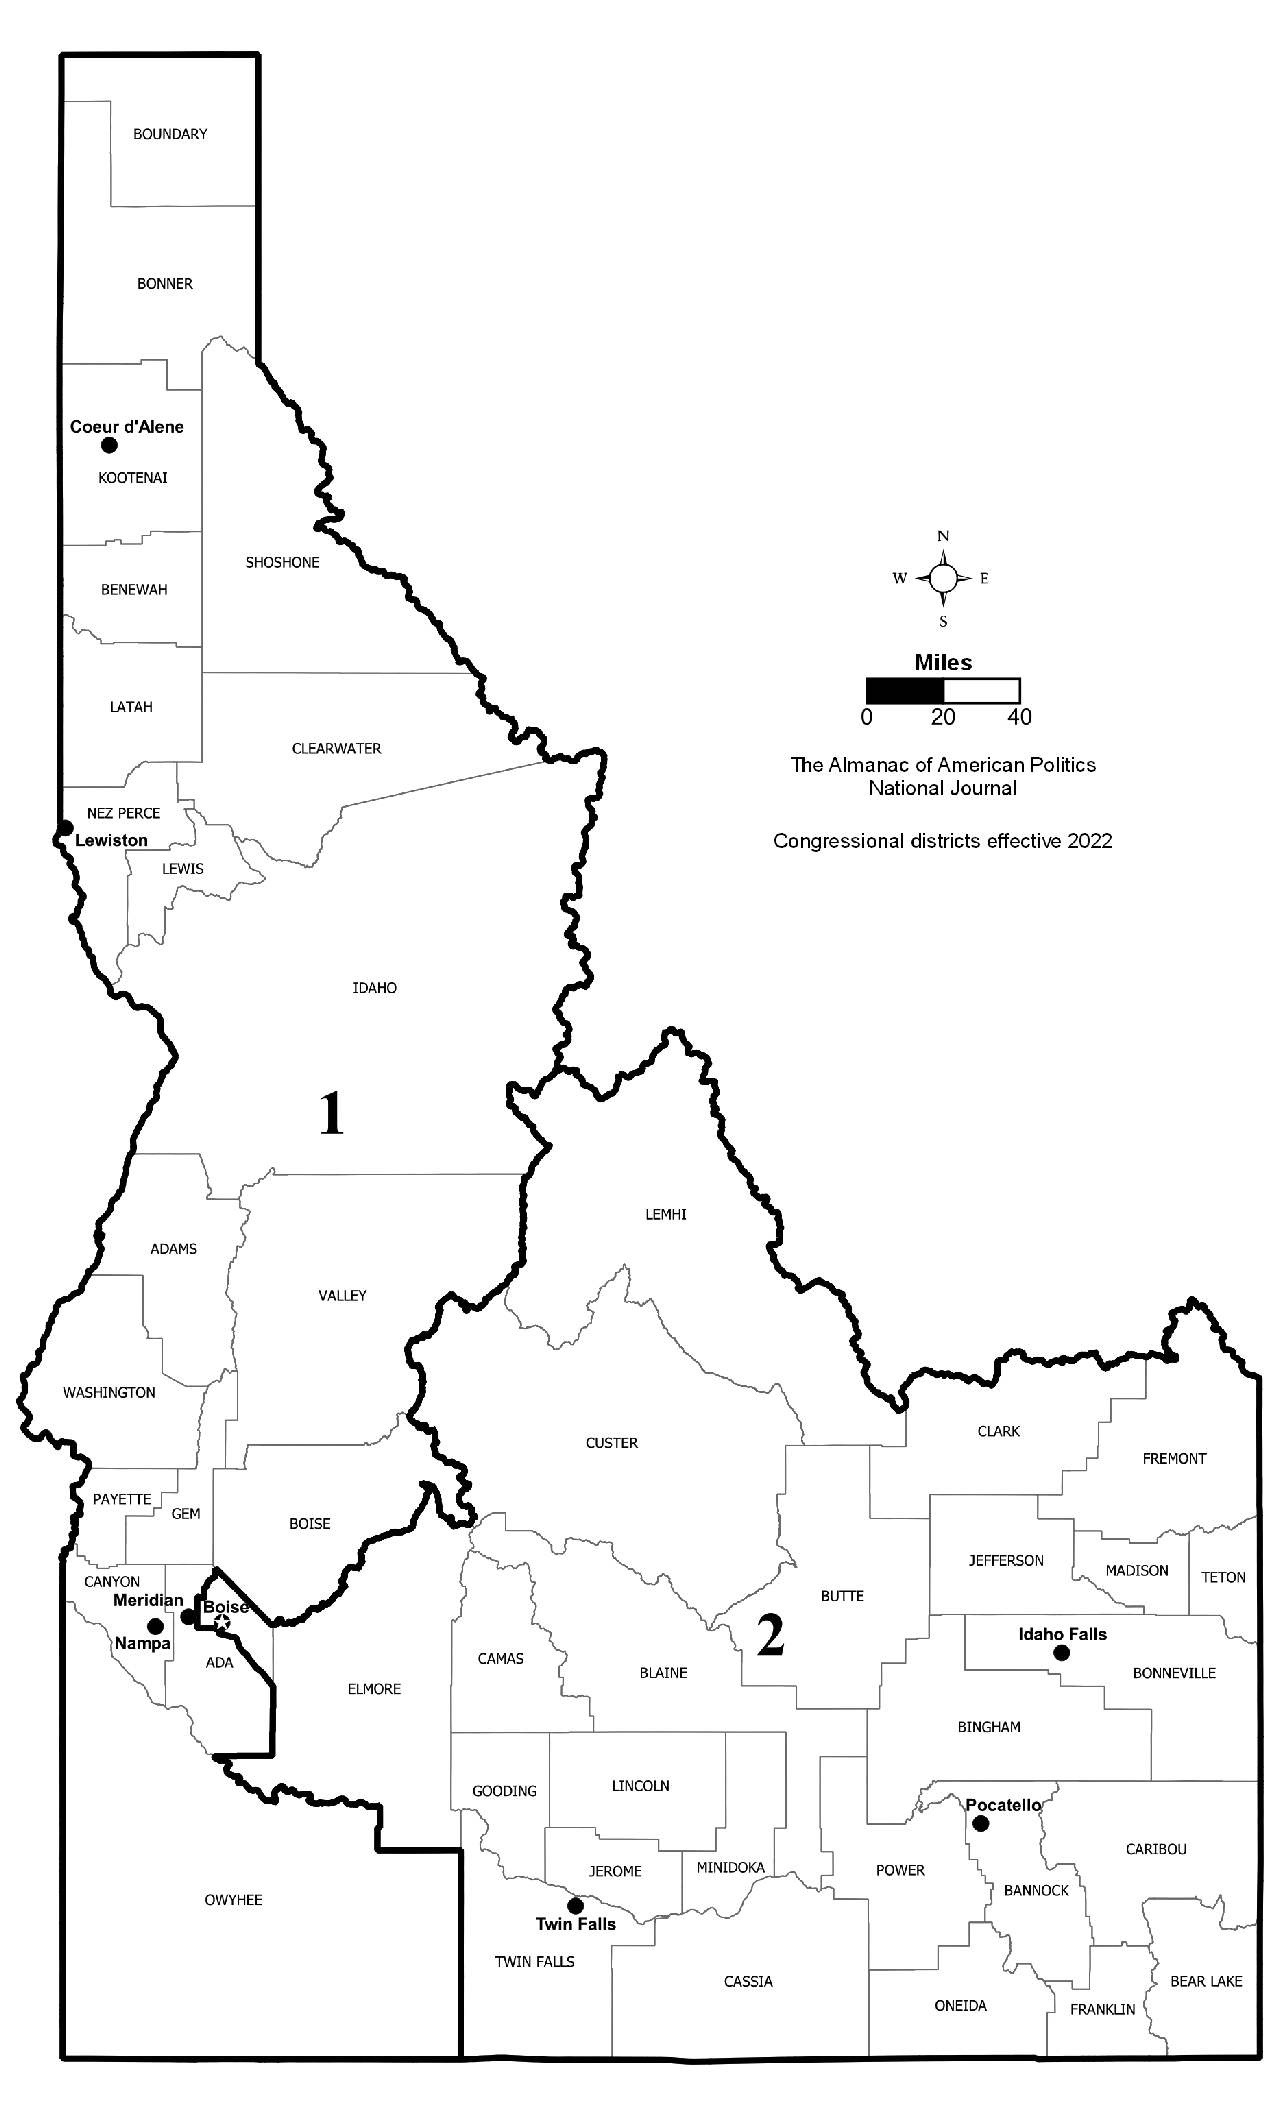 BOUNDARY
BONNER
Coeur d'Alene
KOOTENAI
SHOSHONE
BENEWAH
LATAH
CLEARWATER
NEZ PERCE
Lewiston
LEWIS
IDAHO
1
N
W E
S
Miles
0 20 40
The Almanac of American Politics
National Journal
Congressional districts effective 2022
LEMHI
ADAMS
VALLEY
WASHINGTON
CUSTER
CLARK
FREMONT
PAYETTE
GEM
BOISE
JEFFERSON
MADISON
TETON
CANYON
Meridian
Boise
BUTTE
Nampa
ADA
2
Idaho Falls
CAMAS
BLAINE
BONNEVILLE
ELMORE
BINGHAM
GOODING
LINCOLN
Pocatello
CARIBOU
JEROME
MINIDOKA
POWER
BANNOCK
OWYHEE
Twin Falls
TWIN FALLS
CASSIA
BEAR LAKE
ONEIDA
FRANKLIN